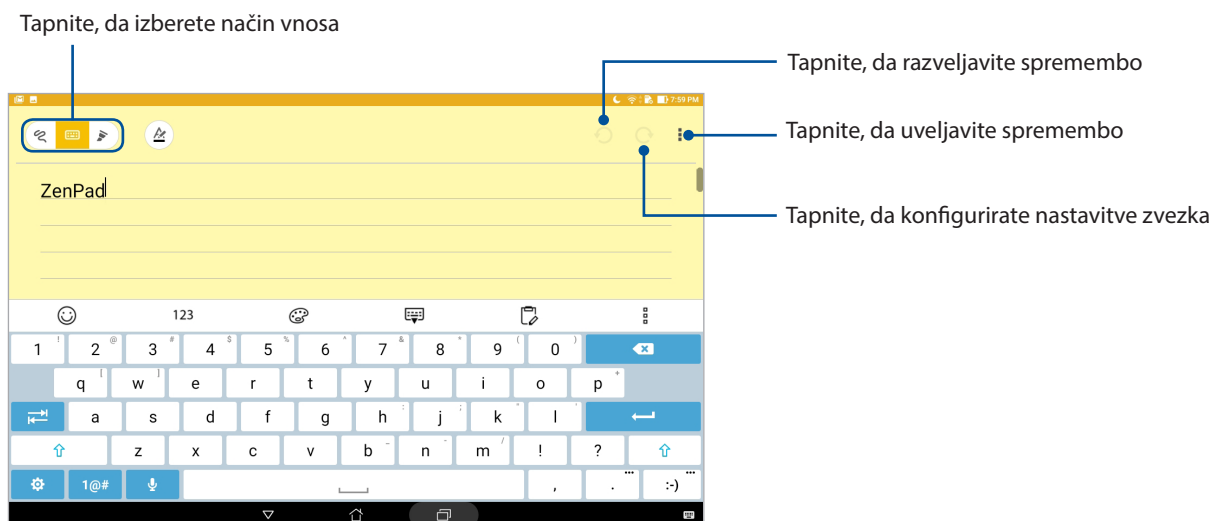 Tapnite, da izberete način vnosa
Tapnite, da razveljavite spremembo
7:59 PM
Tapnite, da uveljavite spremembo
ZenPad
Tapnite, da konfigurirate nastavitve zvezka
123
1 ! 2 @ 3 # 4 $ 5 % 6 ^ 7 & 8 * 9 ( 0 )
q [ w ] e r t y u i o p +
a s d f g h : j ; k " l '
z x c v b - n m / ! ?
1@# , . ... :-) ...